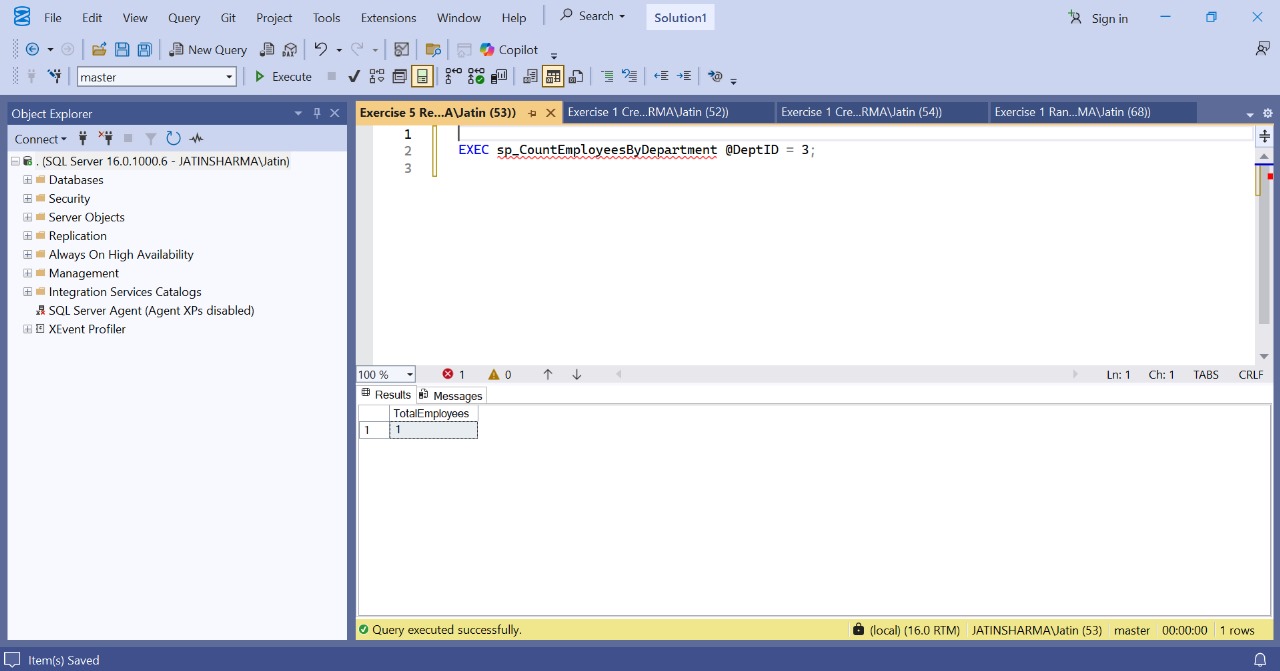 File Edit View Query Git Project Tools Extensions Window Help Search Solution1 Sign in
New Query DAX Copilot
master Execute
Object Explorer
Connect
. (SQL Server 16.0.1000.6 - JATINSHARMA\Jatin)
Databases
Security
Server Objects
Replication
Always On High Availability
Management
Integration Services Catalogs
SQL Server Agent (Agent XPs disabled)
XEvent Profiler
Exercise 5 Re...A\Jatin (53)) Exercise 1 Cre...RMA\Jatin (52)) Exercise 1 Cre...RMA\Jatin (54)) Exercise 1 Ran...MA\Jatin (68))
1
2 EXEC sp_CountEmployeesByDepartment @DeptID = 3;
3
100 % 1 0 Ln: 1 Ch: 1 TABS CRLF
Results Messages
TotalEmployees
1 1
Query executed successfully. (local) (16.0 RTM) JATINSHARMA\Jatin (53) master 00:00:00 1 rows
Item(s) Saved